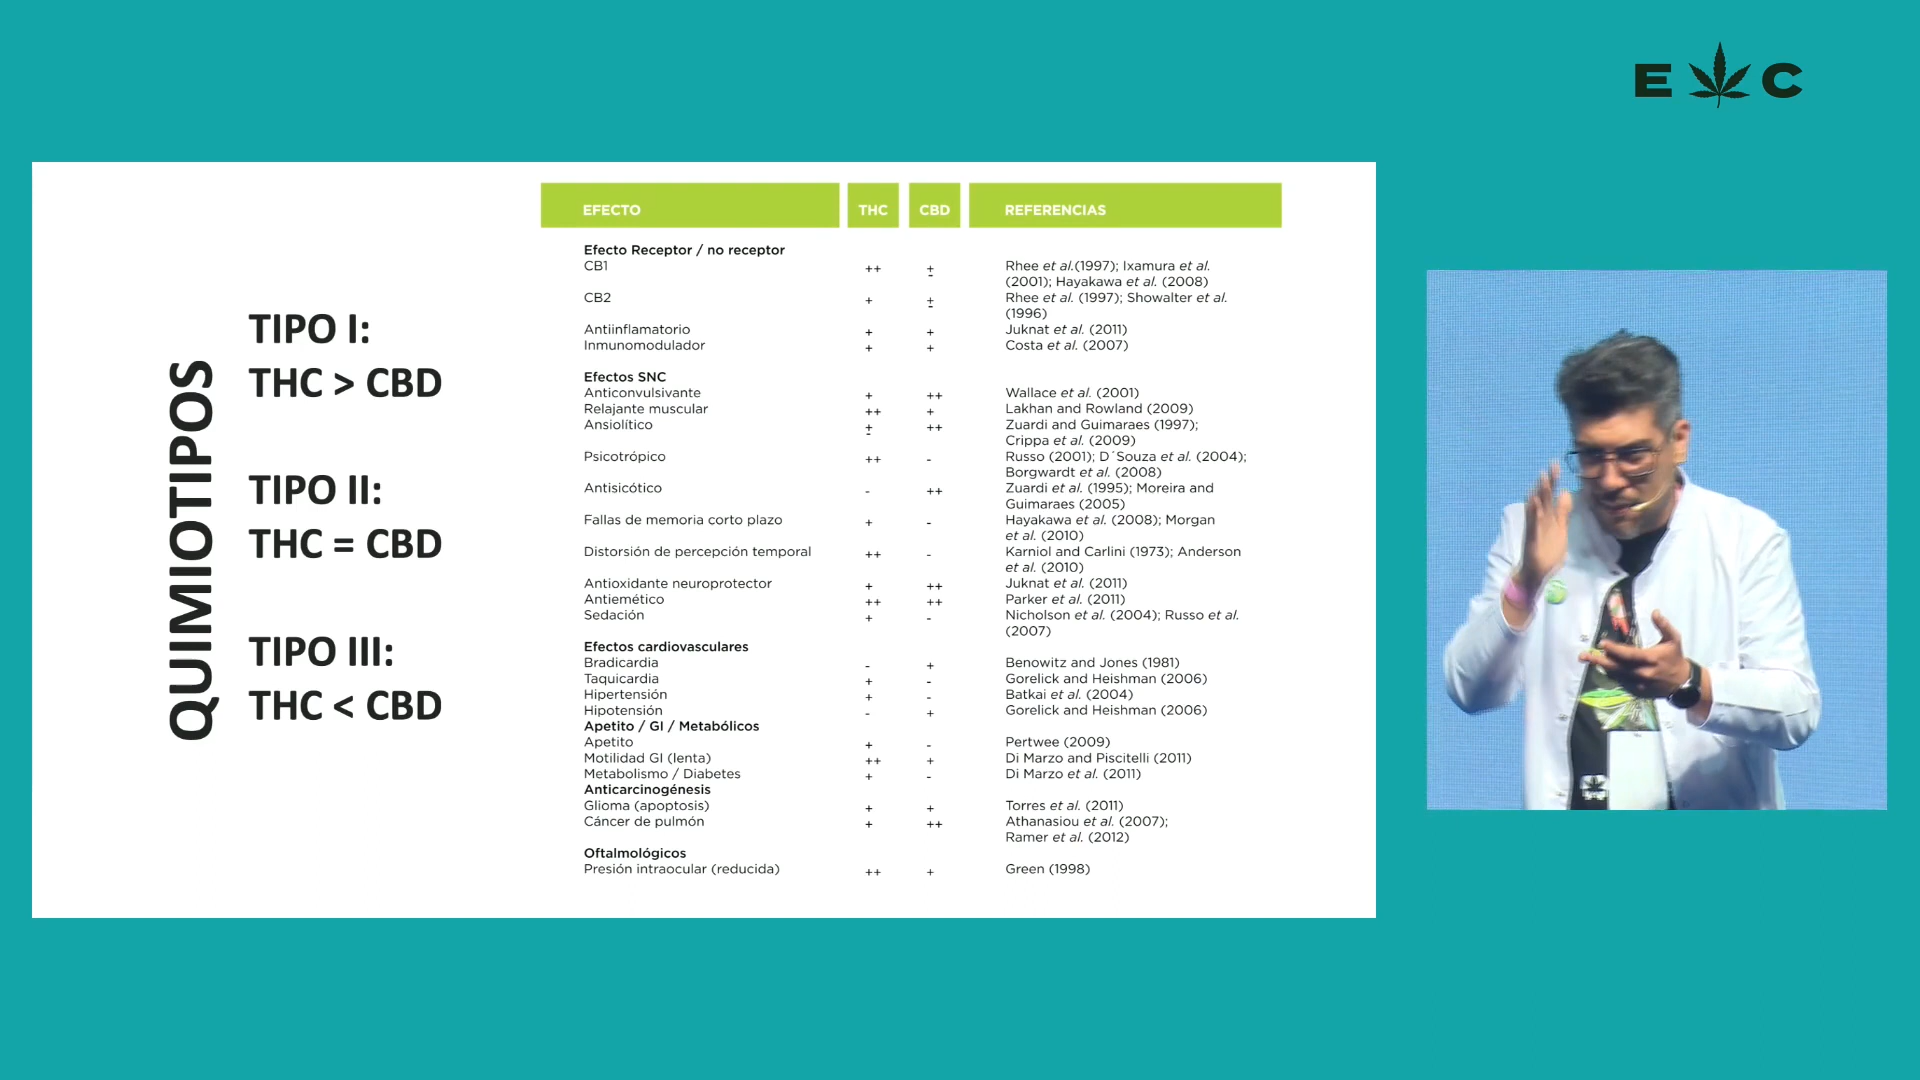 E C
QUIMIOTIPOS
TIPO I:
THC > CBD
TIPO II:
THC = CBD
TIPO III:
THC < CBD
EFECTO THC CBD REFERENCIAS
Efecto Receptor / no receptor
CB1 ++ ± Rhee et al.(1997); Ixamura et al.
(2001); Hayakawa et al. (2008)
CB2 + ± Rhee et al. (1997); Showalter et al.
(1996)
Antiinflamatorio + + Juknat et al. (2011)
Inmunomodulador + + Costa et al. (2007)
Efectos SNC
Anticonvulsivante + ++ Wallace et al. (2001)
Relajante muscular ++ + Lakhan and Rowland (2009)
Ansiolítico ± ++ Zuardi and Guimaraes (1997);
Crippa et al. (2009)
Psicotrópico ++ - Russo (2001); D´Souza et al. (2004);
Borgwardt et al. (2008)
Antisicótico - ++ Zuardi et al. (1995); Moreira and
Guimaraes (2005)
Fallas de memoria corto plazo + - Hayakawa et al. (2008); Morgan
et al. (2010)
Distorsión de percepción temporal ++ - Karniol and Carlini (1973); Anderson
et al. (2010)
Antioxidante neuroprotector + ++ Juknat et al. (2011)
Antiemético ++ ++ Parker et al. (2011)
Sedación + - Nicholson et al. (2004); Russo et al.
(2007)
Efectos cardiovasculares
Bradicardia - + Benowitz and Jones (1981)
Taquicardia + - Gorelick and Heishman (2006)
Hipertensión + - Batkai et al. (2004)
Hipotensión - + Gorelick and Heishman (2006)
Apetito / GI / Metabólicos
Apetito + - Pertwee (2009)
Motilidad GI (lenta) ++ + Di Marzo and Piscitelli (2011)
Metabolismo / Diabetes + - Di Marzo et al. (2011)
Anticarcinogénesis
Glioma (apoptosis) + + Torres et al. (2011)
Cáncer de pulmón + ++ Athanasiou et al. (2007);
Ramer et al. (2012)
Oftalmológicos
Presión intraocular (reducida) ++ + Green (1998)